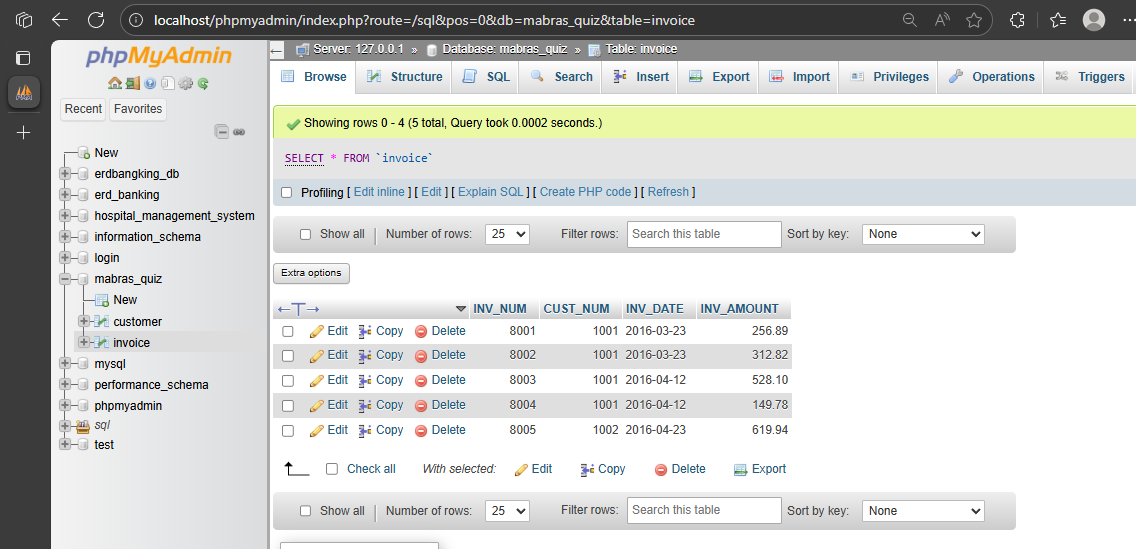 localhost/phpmyadmin/index.php?route=/sql&pos=0&db=mabras_quiz&table=invoice
phpMyAdmin
Recent Favorites
New
erdbangking_db
erd_banking
hospital_management_system
information_schema
login
mabras_quiz
New
customer
invoice
mysql
performance_schema
phpmyadmin
sql
test
Server: 127.0.0.1 » Database: mabras_quiz » Table: invoice
Browse Structure SQL Search Insert Export Import Privileges Operations Triggers
Showing rows 0 - 4 (5 total, Query took 0.0002 seconds.)
SELECT * FROM `invoice`
Profiling [ Edit inline ] [ Edit ] [ Explain SQL ] [ Create PHP code ] [ Refresh ]
Show all Number of rows: 25 Filter rows: Search this table Sort by key: None
Extra options
INV_NUM CUST_NUM INV_DATE INV_AMOUNT
Edit Copy Delete 8001 1001 2016-03-23 256.89
Edit Copy Delete 8002 1001 2016-03-23 312.82
Edit Copy Delete 8003 1001 2016-04-12 528.10
Edit Copy Delete 8004 1001 2016-04-12 149.78
Edit Copy Delete 8005 1002 2016-04-23 619.94
Check all With selected: Edit Copy Delete Export
Show all Number of rows: 25 Filter rows: Search this table Sort by key: None